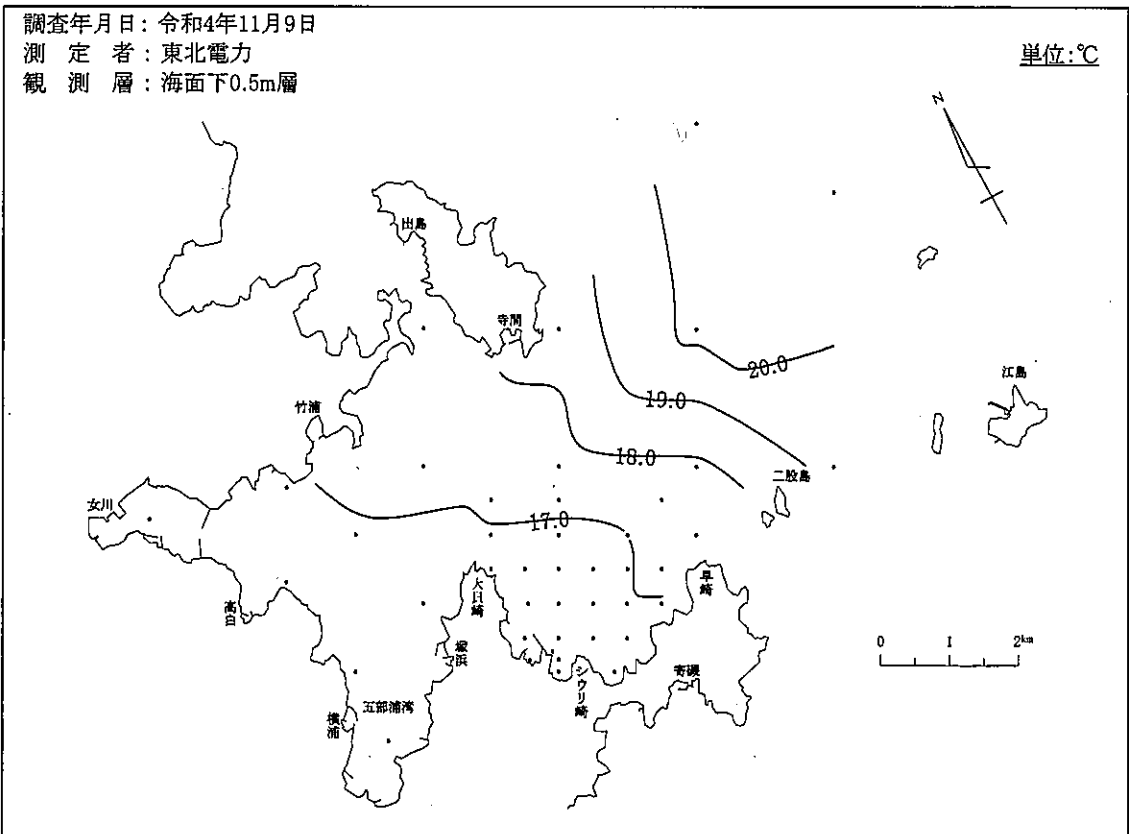 調査年月日：令和4年11月9日
測　定　者：東北電力
観　測　層：海面下0.5m層
単位：℃
N
出島
寺間
20.0
江島
19.0
竹浦
18.0
二股島
女川
17.0
早崎
大貝崎
高白
0 1 2km
塚浜
シウリ崎
寄磯
五部浦湾
横浦